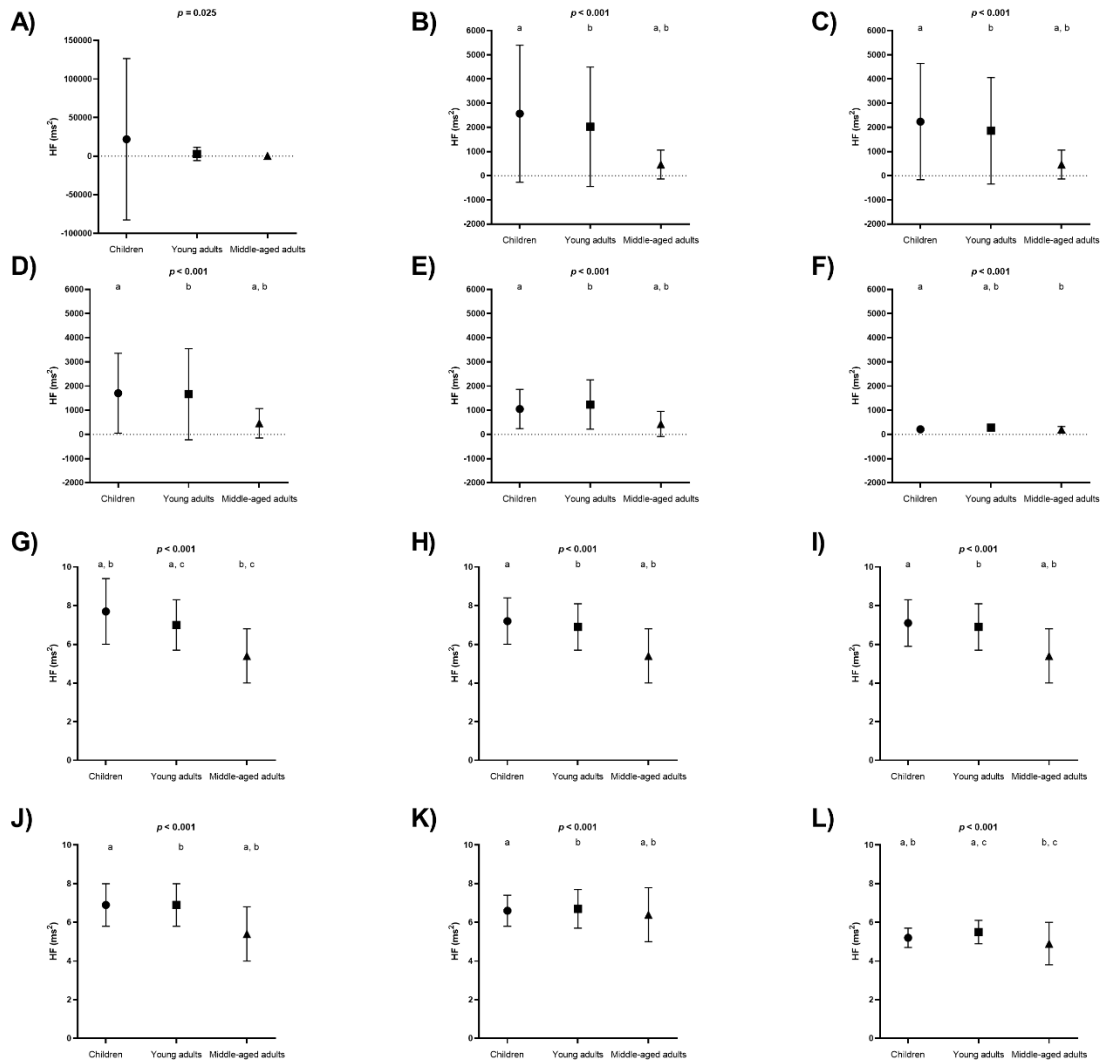 A)
p = 0.025
HF (ms²)
150000
100000
50000
0
-50000
-100000
Children Young adults Middle-aged adults
B)
p < 0.001
a b a, b
HF (ms²)
6000
5000
4000
3000
2000
1000
0
-1000
-2000
Children Young adults Middle-aged adults
C)
p < 0.001
a b a, b
HF (ms²)
6000
5000
4000
3000
2000
1000
0
-1000
-2000
Children Young adults Middle-aged adults
D)
p < 0.001
a b a, b
HF (ms²)
6000
5000
4000
3000
2000
1000
0
-1000
-2000
Children Young adults Middle-aged adults
E)
p < 0.001
a b a, b
HF (ms²)
6000
5000
4000
3000
2000
1000
0
-1000
-2000
Children Young adults Middle-aged adults
F)
p < 0.001
a a, b b
HF (ms²)
6000
5000
4000
3000
2000
1000
0
-1000
-2000
Children Young adults Middle-aged adults
G)
p < 0.001
a, b a, c b, c
HF (ms²)
10
8
6
4
2
0
Children Young adults Middle-aged adults
H)
p < 0.001
a b a, b
HF (ms²)
10
8
6
4
2
0
Children Young adults Middle-aged adults
I)
p < 0.001
a b a, b
HF (ms²)
10
8
6
4
2
0
Children Young adults Middle-aged adults
J)
p < 0.001
a b a, b
HF (ms²)
10
8
6
4
2
0
Children Young adults Middle-aged adults
K)
p < 0.001
a b a, b
HF (ms²)
10
8
6
4
2
0
Children Young adults Middle-aged adults
L)
p < 0.001
a, b a, c b, c
HF (ms²)
10
8
6
4
2
0
Children Young adults Middle-aged adults